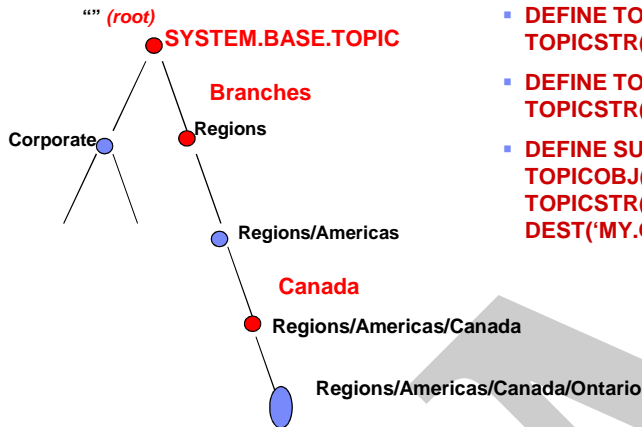 “” (root)
SYSTEM.BASE.TOPIC
Branches
Corporate
Regions
Regions/Americas
Canada
Regions/Americas/Canada
Regions/Americas/Canada/Ontario
▪ DEFINE TO
TOPICSTR(
▪ DEFINE TO
TOPICSTR(
▪ DEFINE SU
TOPICOBJ(
TOPICSTR(
DEST(‘MY.